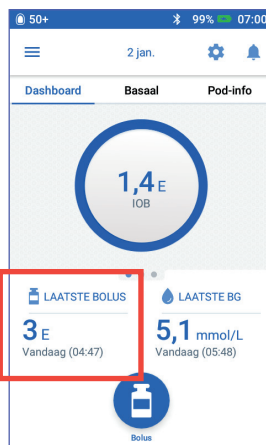 50+ 99% 07:00
2 jan.
Dashboard Basaal Pod-info
1,4 E
IOB
LAATSTE BOLUS LAATSTE BG
3 E 5,1 mmol/L
Vandaag (04:47) Vandaag (05:48)
Bolus